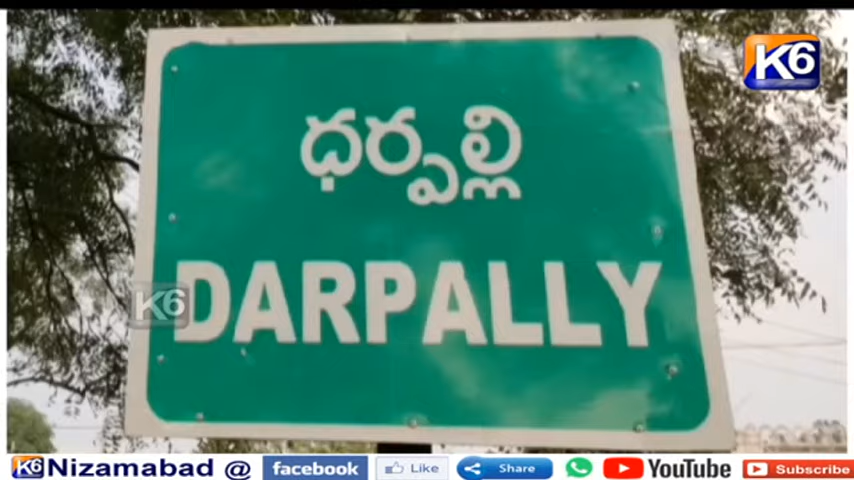 K6
ధర్పల్లి
DARPALLY
K6
K6 Nizamabad @ facebook Like Share YouTube Subscribe